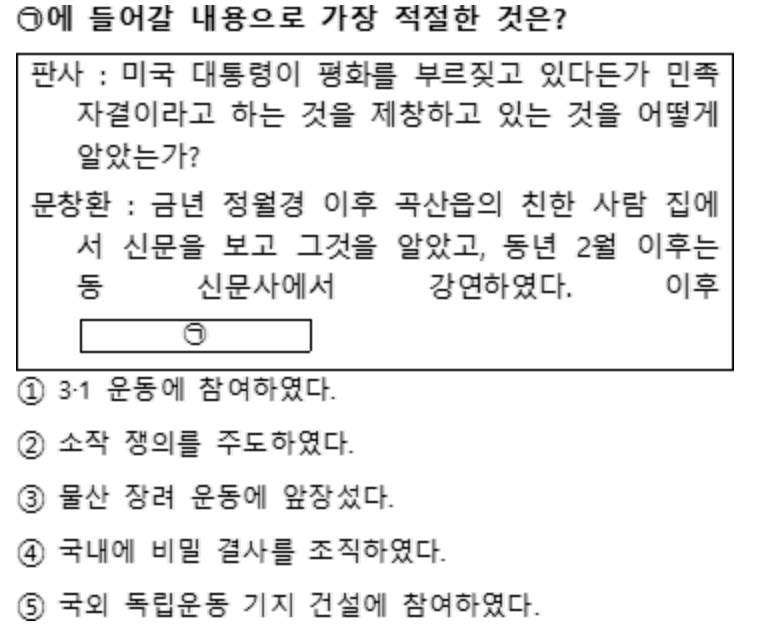 ㉠에 들어갈 내용으로 가장 적절한 것은?
판사 : 미국 대통령이 평화를 부르짖고 있다든가 민족
자결이라고 하는 것을 제창하고 있는 것을 어떻게
알았는가?
문창환 : 금년 정월경 이후 곡산읍의 친한 사람 집에
서 신문을 보고 그것을 알았고, 동년 2월 이후는
동 신문사에서 강연하였다. 이후
㉠
① 3·1 운동에 참여하였다.
② 소작 쟁의를 주도하였다.
③ 물산 장려 운동에 앞장섰다.
④ 국내에 비밀 결사를 조직하였다.
⑤ 국외 독립운동 기지 건설에 참여하였다.